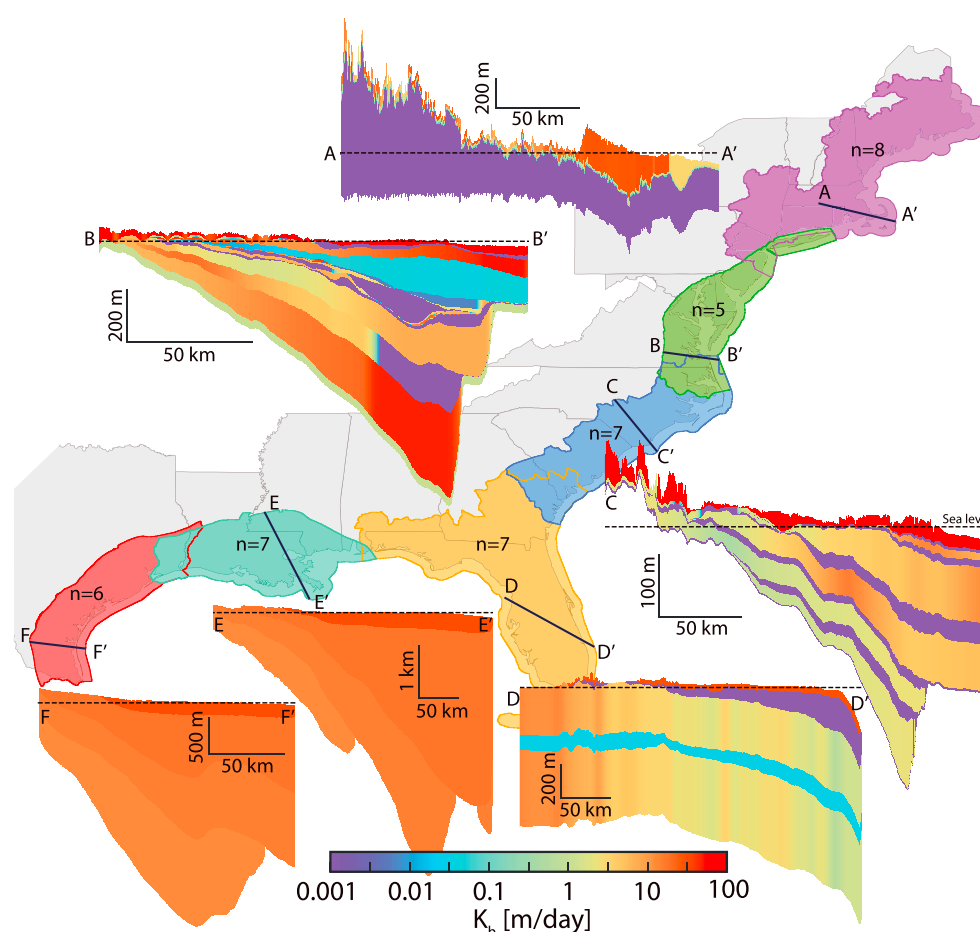 200 m
50 km
A
A′
n=8
A
A′
B
B′
200 m
50 km
n=5
B
B′
C
n=7
C′
C
Sea lev
100 m
50 km
E
n=7
E′
n=7
n=6
D
D′
F
F′
E
E′
1 km
50 km
D
D′
200 m
50 km
F
F′
500 m
50 km
0.001
0.01
0.1
1
10
100
Kh [m/day]